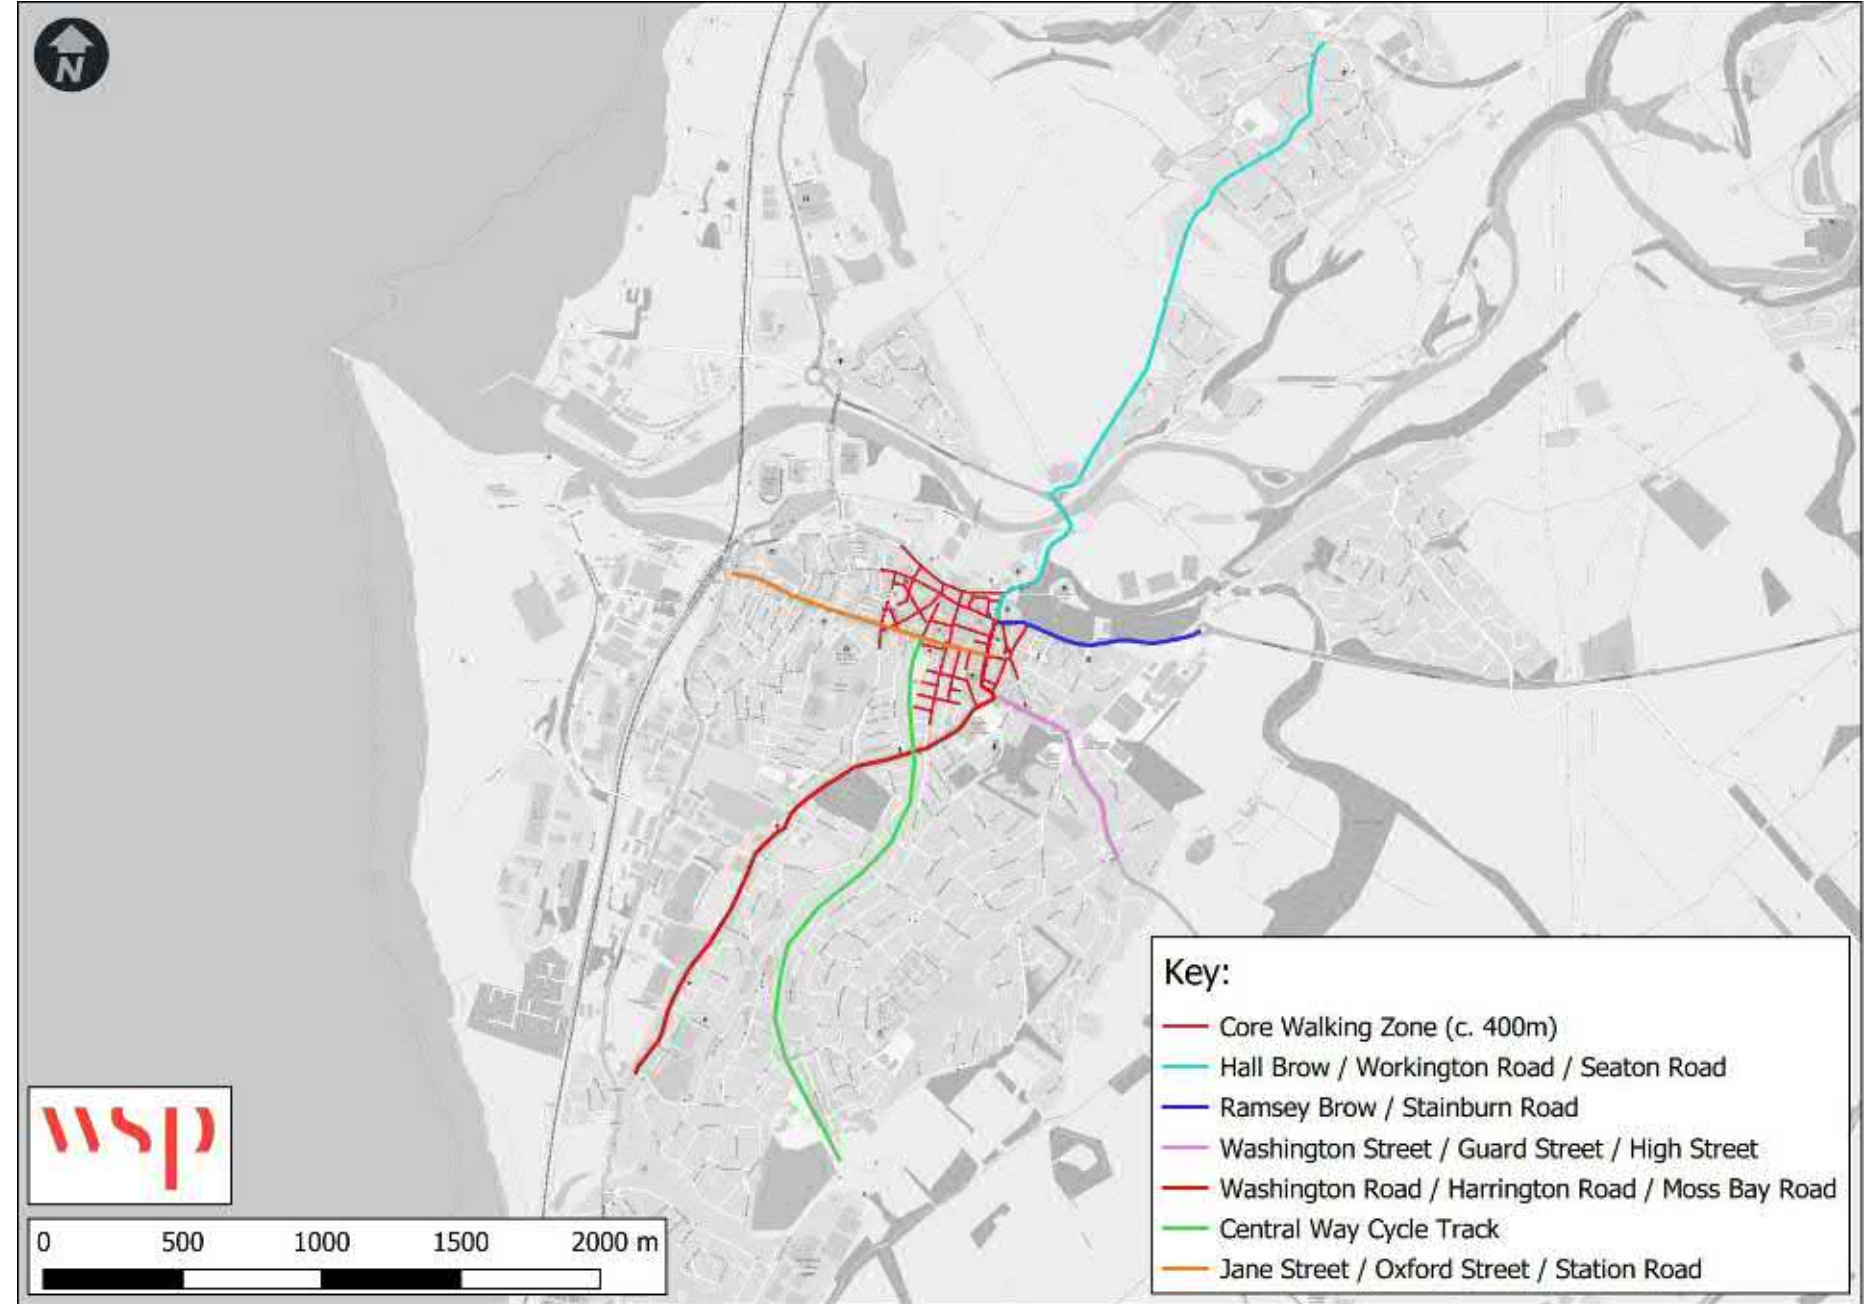 N
Key:
Core Walking Zone (c. 400m)
Hall Brow / Workington Road / Seaton Road
Ramsey Brow / Stainburn Road
Washington Street / Guard Street / High Street
Washington Road / Harrington Road / Moss Bay Road
Central Way Cycle Track
Jane Street / Oxford Street / Station Road
wsp
0 500 1000 1500 2000 m